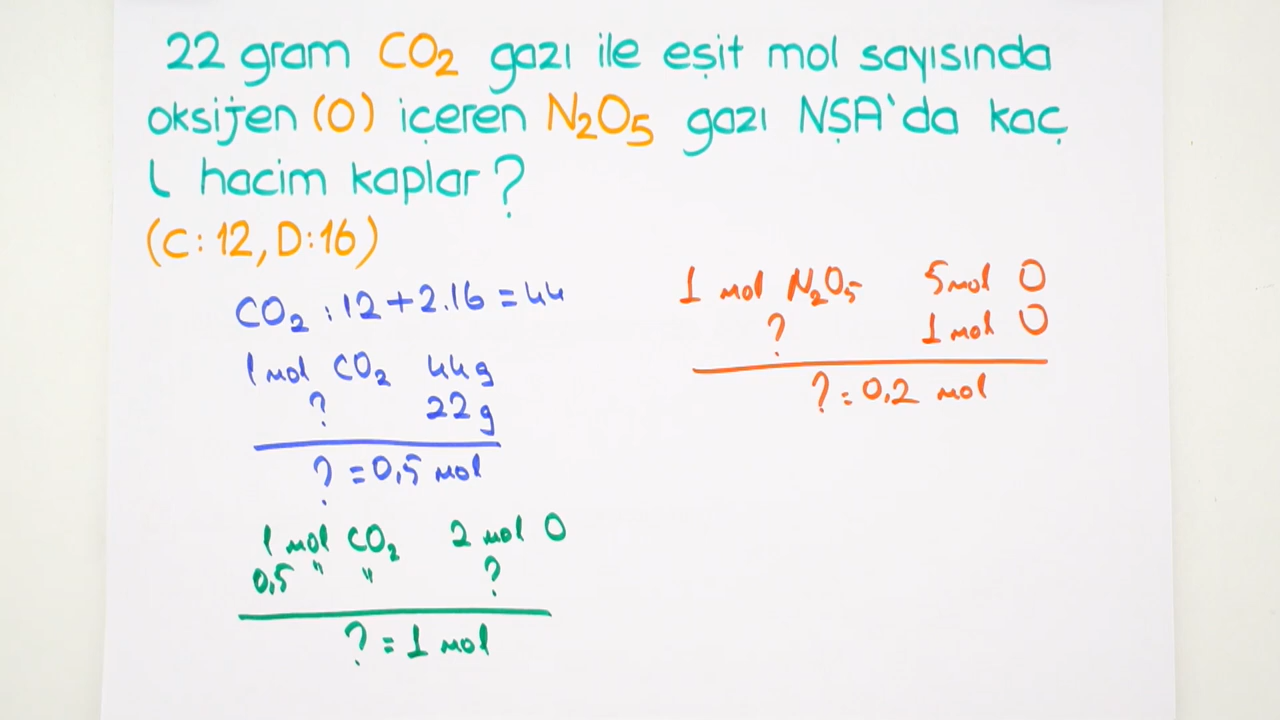 22 gram CO₂ gazı ile eşit mol sayısında
oksijen (O) içeren N₂O₅ gazı NŞA'da kaç
L hacim kaplar?
(C:12, D:16)
CO₂ : 12 + 2.16 = 44
1 mol CO₂ 44g
? 22g
? = 0,5 mol
1 mol CO₂ 2 mol O
0,5 " " ?
? = 1 mol
1 mol N₂O₅ 5 mol O
? 1 mol O
? = 0,2 mol